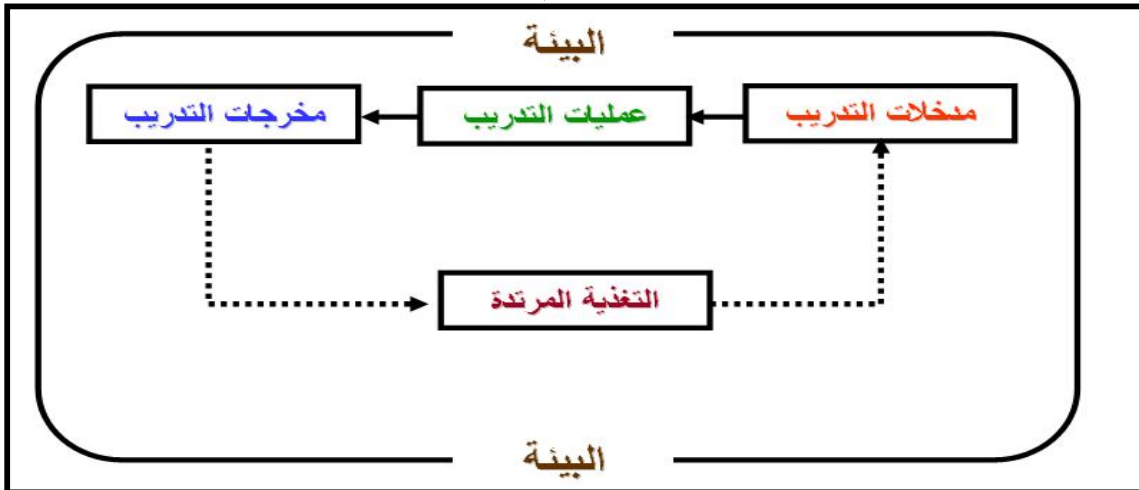 البيئة
مدخلات التدريب
عمليات التدريب
مخرجات التدريب
التغذية المرتدة
البيئة